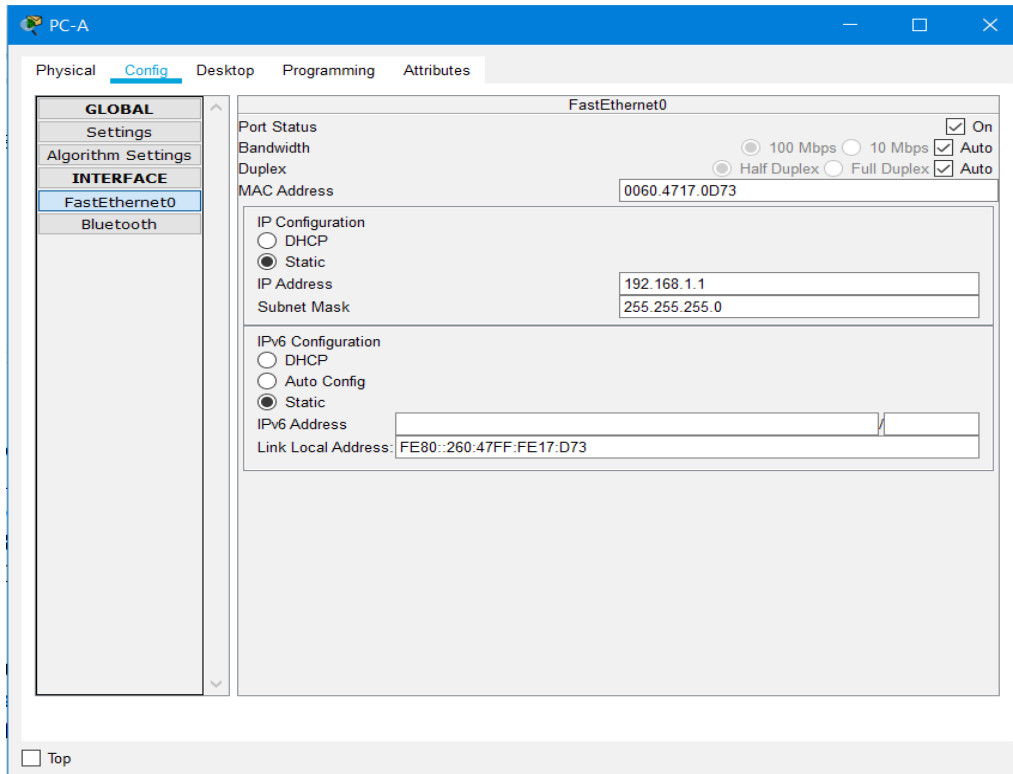 PC-A
Physical Config Desktop Programming Attributes
GLOBAL
Settings
Algorithm Settings
INTERFACE
FastEthernet0
Bluetooth
FastEthernet0
Port Status On
Bandwidth 100 Mbps 10 Mbps Auto
Duplex Half Duplex Full Duplex Auto
MAC Address 0060.4717.0D73
IP Configuration
DHCP
Static
IP Address 192.168.1.1
Subnet Mask 255.255.255.0
IPv6 Configuration
DHCP
Auto Config
Static
IPv6 Address /
Link Local Address: FE80::260:47FF:FE17:D73
Top